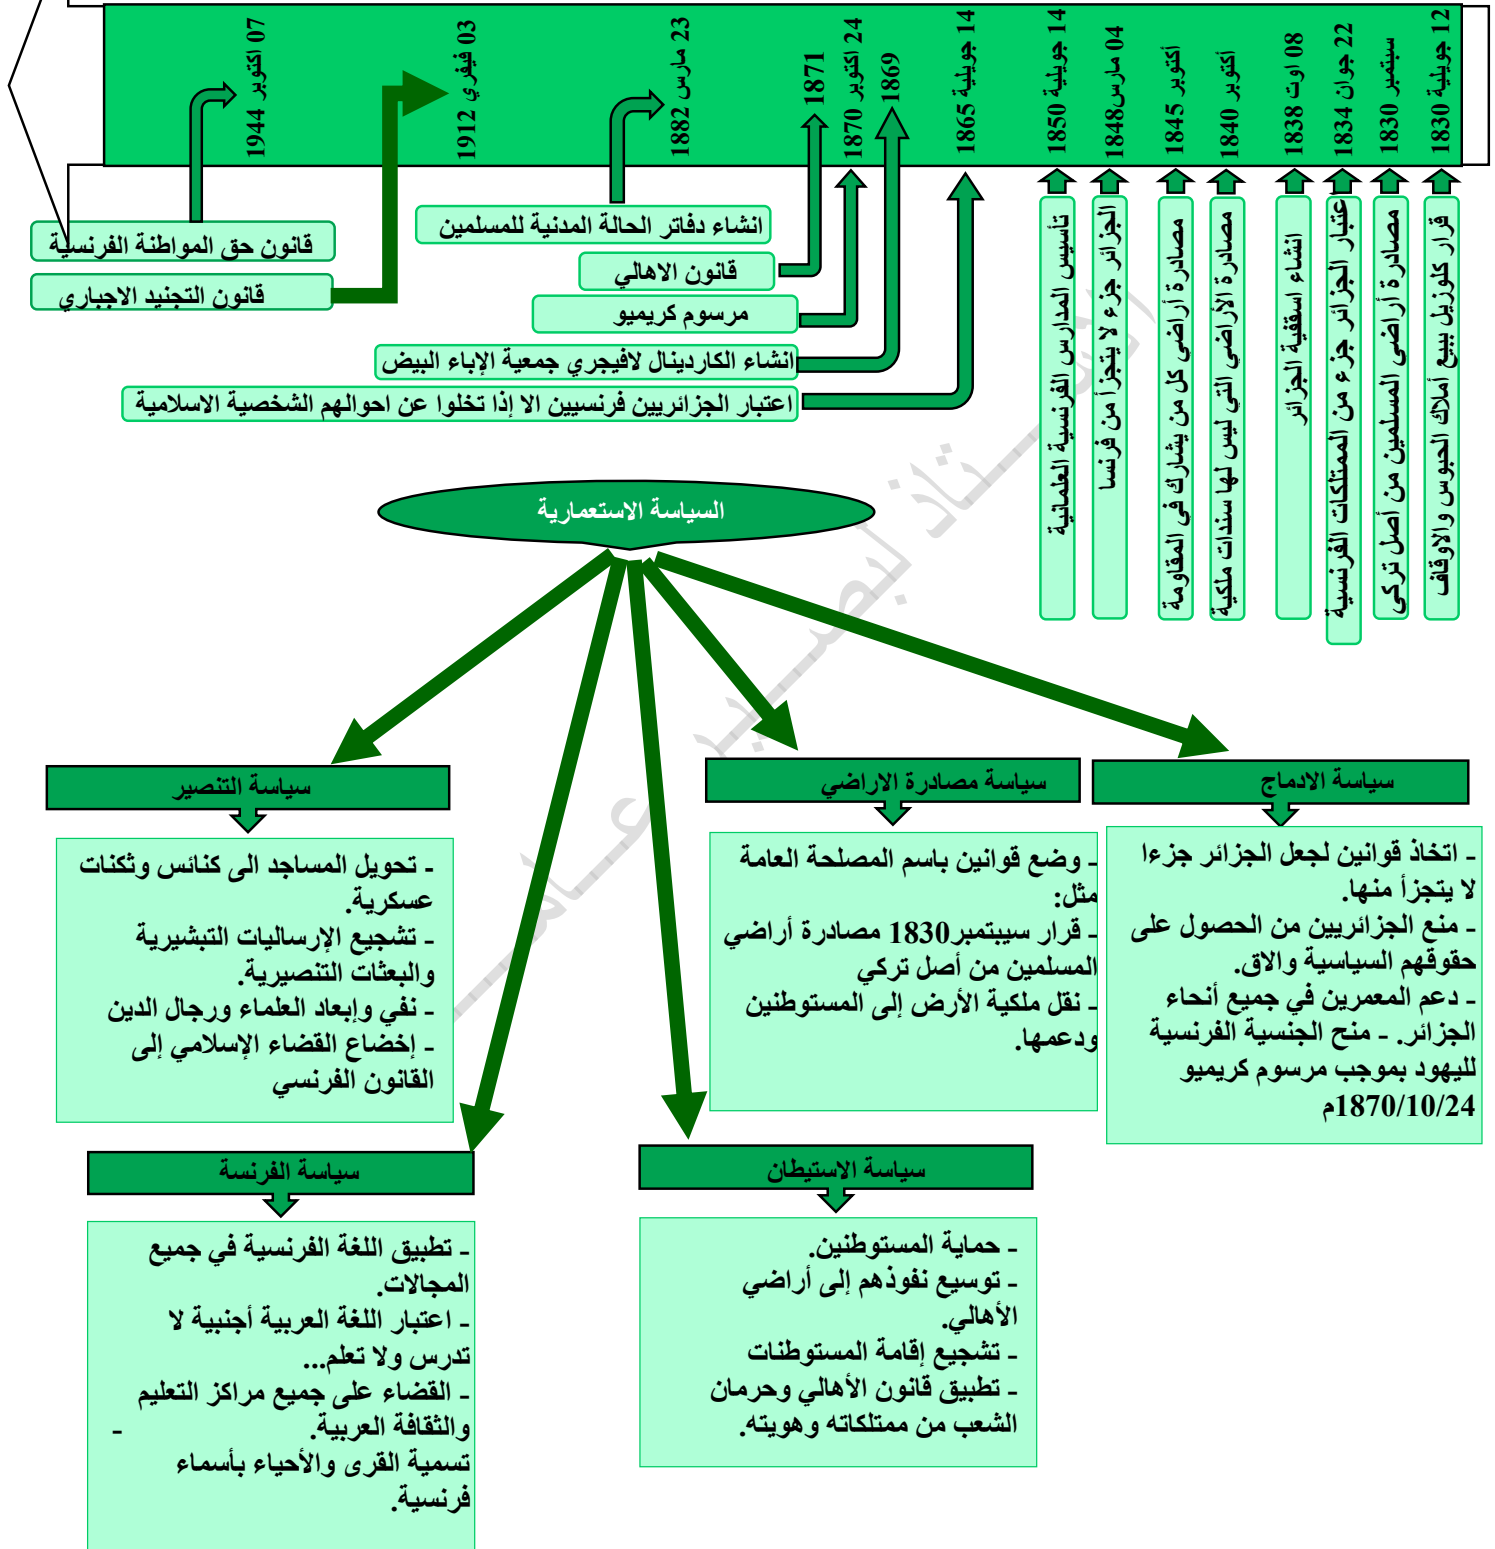 12 جويلية 1830
سبتمبر 1830
22 جوان 1834
08 اوت 1838
أكتوبر 1840
أكتوبر 1845
04 مارس1848
14 جويلية 1850
14 جويلية 1865
1869
24 اكتوبر 1870
1871
23 مارس 1882
03 فيفري 1912
07 اكتوبر 1944
قرار كلوزيل ببيع أملاك الحبوس والاوقاف
مصادرة أراضي المسلمين من أصل تركي
اعتبار الجزائر جزء من الممتلكات الفرنسية
انشاء اسقفية الجزائر
مصادرة الأراضي التي ليس لها سندات ملكية
مصادرة أراضي كل من يشارك في المقاومة
الجزائر جزء لا يتجزأ من فرنسا
تأسيس المدارس الفرنسية العلمانية
انشاء دفاتر الحالة المدنية للمسلمين
قانون الاهالي
مرسوم كريميو
انشاء الكاردينال لافيجري جمعية الإباء البيض
اعتبار الجزائريين فرنسيين الا إذا تخلوا عن احوالهم الشخصية الاسلامية
قانون حق المواطنة الفرنسية
قانون التجنيد الاجباري
السياسة الاستعمارية
سياسة الادماج
- اتخاذ قوانين لجعل الجزائر جزءا
لا يتجزأ منها.
- منع الجزائريين من الحصول على
حقوقهم السياسية والاق.
- دعم المعمرين في جميع أنحاء
الجزائر. - منح الجنسية الفرنسية
لليهود بموجب مرسوم كريميو
1870/10/24م
سياسة مصادرة الاراضي
- وضع قوانين باسم المصلحة العامة
مثل:
- قرار سيبتمبر1830 مصادرة أراضي
المسلمين من أصل تركي
- نقل ملكية الأرض إلى المستوطنين
ودعمها.
سياسة التنصير
- تحويل المساجد الى كنائس وثكنات
عسكرية.
- تشجيع الإرساليات التبشيرية
والبعثات التنصيرية.
- نفي وإبعاد العلماء ورجال الدين
- إخضاع القضاء الإسلامي إلى
القانون الفرنسي
سياسة الاستيطان
- حماية المستوطنين.
- توسيع نفوذهم إلى أراضي
الأهالي.
- تشجيع إقامة المستوطنات
- تطبيق قانون الأهالي وحرمان
الشعب من ممتلكاته وهويته.
سياسة الفرنسة
- تطبيق اللغة الفرنسية في جميع
المجالات.
- اعتبار اللغة العربية أجنبية لا
تدرس ولا تعلم...
- القضاء على جميع مراكز التعليم
والثقافة العربية. -
تسمية القرى والأحياء بأسماء
فرنسية.